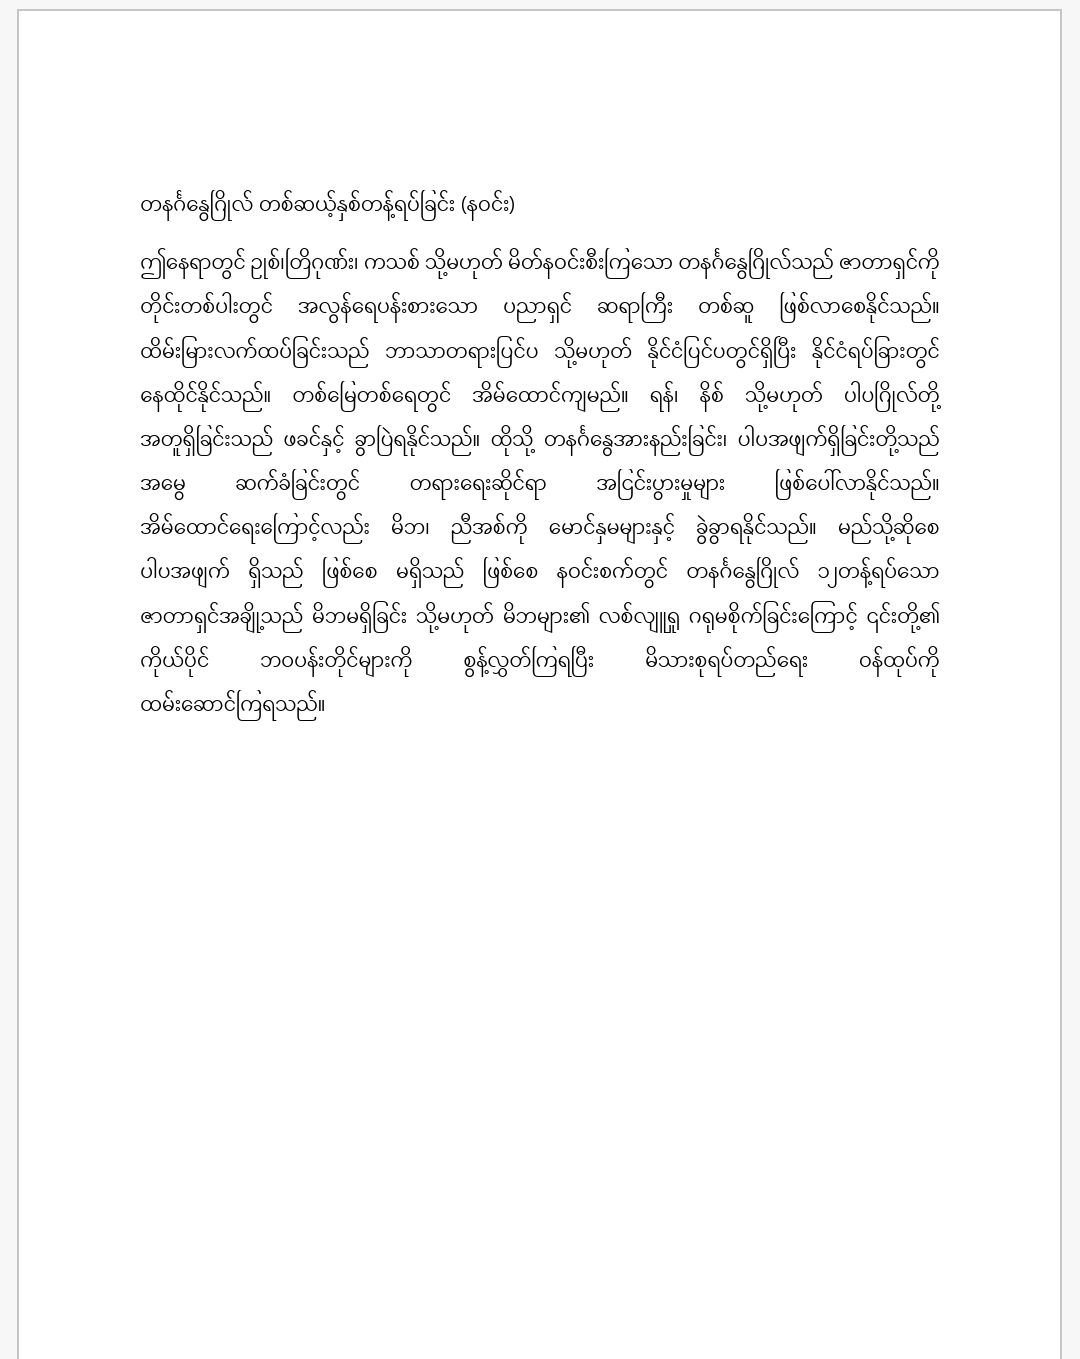 တနင်္ဂနွေဂြိုလ် တစ်ဆယ့်နှစ်တန့်ရပ်ခြင်း (နဝင်း)
ဤနေရာတွင် ဥုစ်၊တြိဂုဏ်း၊ ကသစ် သို့မဟုတ် မိတ်နဝင်းစီးကြသော တနင်္ဂနွေဂြိုလ်သည် ဇာတာရှင်ကို
တိုင်းတစ်ပါးတွင် အလွန်ရေပန်းစားသော ပညာရှင် ဆရာကြီး တစ်ဆူ ဖြစ်လာစေနိုင်သည်။
ထိမ်းမြားလက်ထပ်ခြင်းသည် ဘာသာတရားပြင်ပ သို့မဟုတ် နိုင်ငံပြင်ပတွင်ရှိပြီး နိုင်ငံရပ်ခြားတွင်
နေထိုင်နိုင်သည်။ တစ်မြေတစ်ရေတွင် အိမ်ထောင်ကျမည်။ ရန်၊ နိစ် သို့မဟုတ် ပါပဂြိုလ်တို့
အတူရှိခြင်းသည် ဖခင်နှင့် ခွာပြဲရနိုင်သည်။ ထိုသို့ တနင်္ဂနွေအားနည်းခြင်း၊ ပါပအဖျက်ရှိခြင်းတို့သည်
အမွေ ဆက်ခံခြင်းတွင် တရားရေးဆိုင်ရာ အငြင်းပွားမှုများ ဖြစ်ပေါ်လာနိုင်သည်။
အိမ်ထောင်ရေးကြောင့်လည်း မိဘ၊ ညီအစ်ကို မောင်နှမများနှင့် ခွဲခွာရနိုင်သည်။ မည်သို့ဆိုစေ
ပါပအဖျက် ရှိသည် ဖြစ်စေ မရှိသည် ဖြစ်စေ နဝင်းစက်တွင် တနင်္ဂနွေဂြိုလ် ၁၂တန့်ရပ်သော
ဇာတာရှင်အချို့သည် မိဘမရှိခြင်း သို့မဟုတ် မိဘများ၏ လစ်လျူရှု ဂရုမစိုက်ခြင်းကြောင့် ၎င်းတို့၏
ကိုယ်ပိုင် ဘဝပန်းတိုင်များကို စွန့်လွှတ်ကြရပြီး မိသားစုရပ်တည်ရေး ဝန်ထုပ်ကို
ထမ်းဆောင်ကြရသည်။